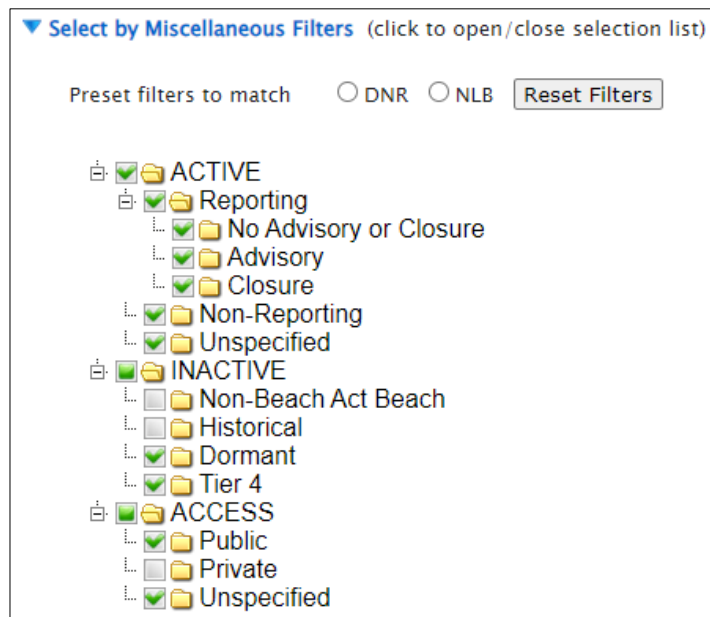 Select by Miscellaneous Filters (click to open/close selection list)
Preset filters to match DNR NLB Reset Filters
ACTIVE
Reporting
No Advisory or Closure
Advisory
Closure
Non-Reporting
Unspecified
INACTIVE
Non-Beach Act Beach
Historical
Dormant
Tier 4
ACCESS
Public
Private
Unspecified